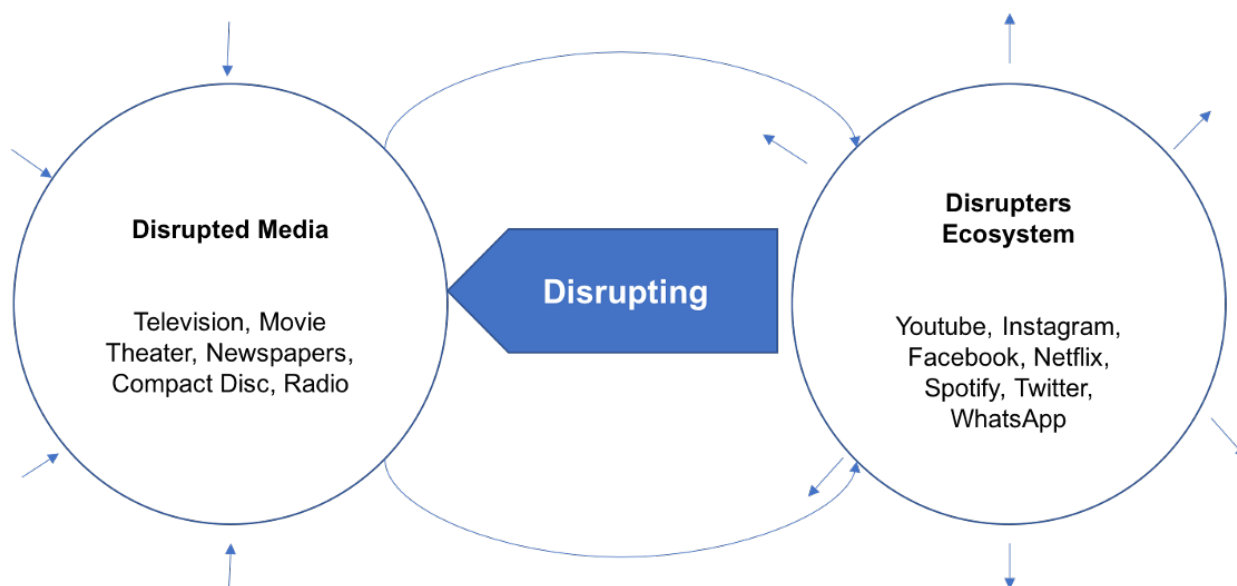 Disrupted Media
Television, Movie
Theater, Newspapers,
Compact Disc, Radio
Disrupting
Disrupters
Ecosystem
Youtube, Instagram,
Facebook, Netflix,
Spotify, Twitter,
WhatsApp